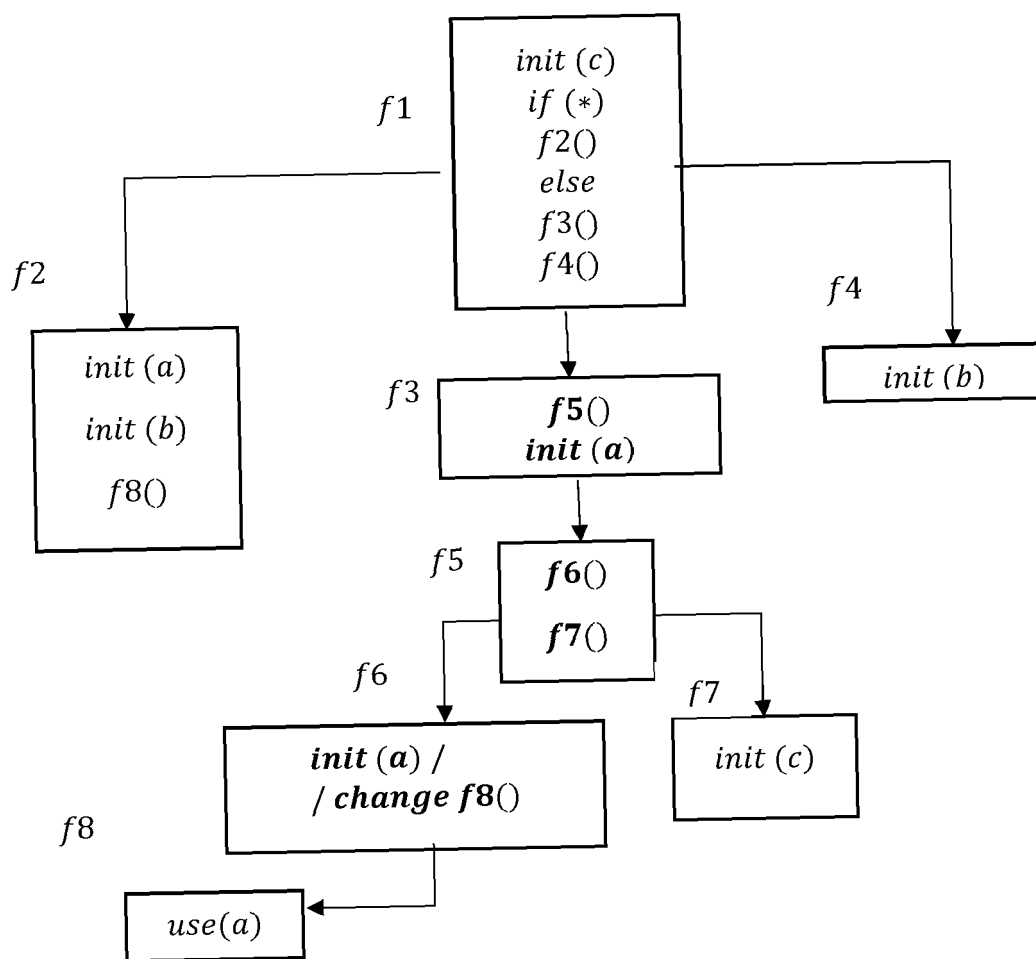 f1
init (c)
if (∗)
f2()
else
f3()
f4()
f2
init (a)
init (b)
f8()
f4
init (b)
f3
f5()
init (a)
f5
f6()
f7()
f6
init (a) /
/ change f8()
f7
init (c)
f8
use(a)